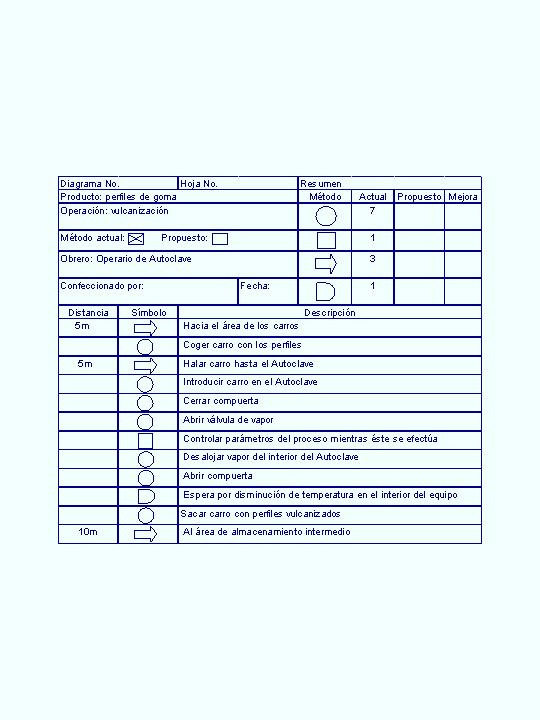 Diagrama No. Hoja No. Resumen
Producto: perfiles de goma Método Actual Propuesto Mejora
Operación: vulcanización 7
Método actual: Propuesto: 1
Obrero: Operario de Autoclave 3
Confeccionado por: Fecha: 1
Distancia Símbolo Descripción
5m Hacia el área de los carros
Coger carro con los perfiles
5m Halar carro hasta el Autoclave
Introducir carro en el Autoclave
Cerrar compuerta
Abrir válvula de vapor
Controlar parámetros del proceso mientras éste se efectúa
Desalojar vapor del interior del Autoclave
Abrir compuerta
Espera por disminución de temperatura en el interior del equipo
Sacar carro con perfiles vulcanizados
10m Al área de almacenamiento intermedio